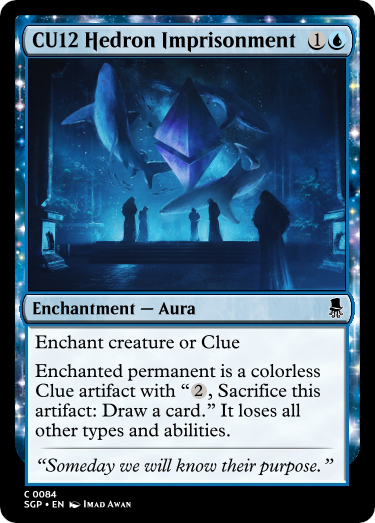 CU12 Hedron Imprisonment 1
Enchantment — Aura
Enchant creature or Clue
Enchanted permanent is a colorless
Clue artifact with “2, Sacrifice this
artifact: Draw a card.” It loses all
other types and abilities.
“Someday we will know their purpose.”
C 0084
SGP • EN Imad Awan